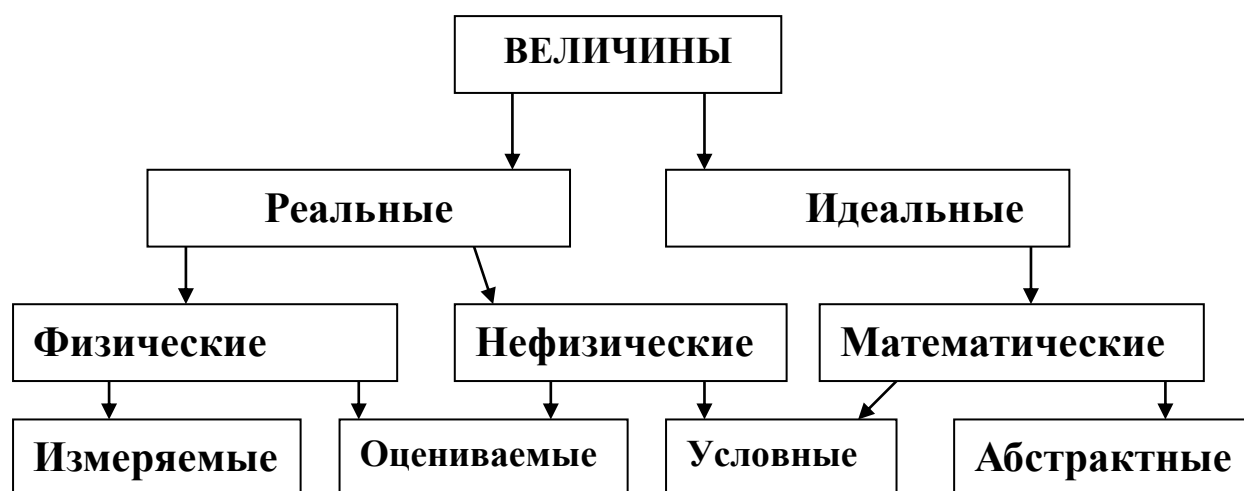 ВЕЛИЧИНЫ
Реальные
Идеальные
Физические
Нефизические
Математические
Измеряемые
Оцениваемые
Условные
Абстрактные